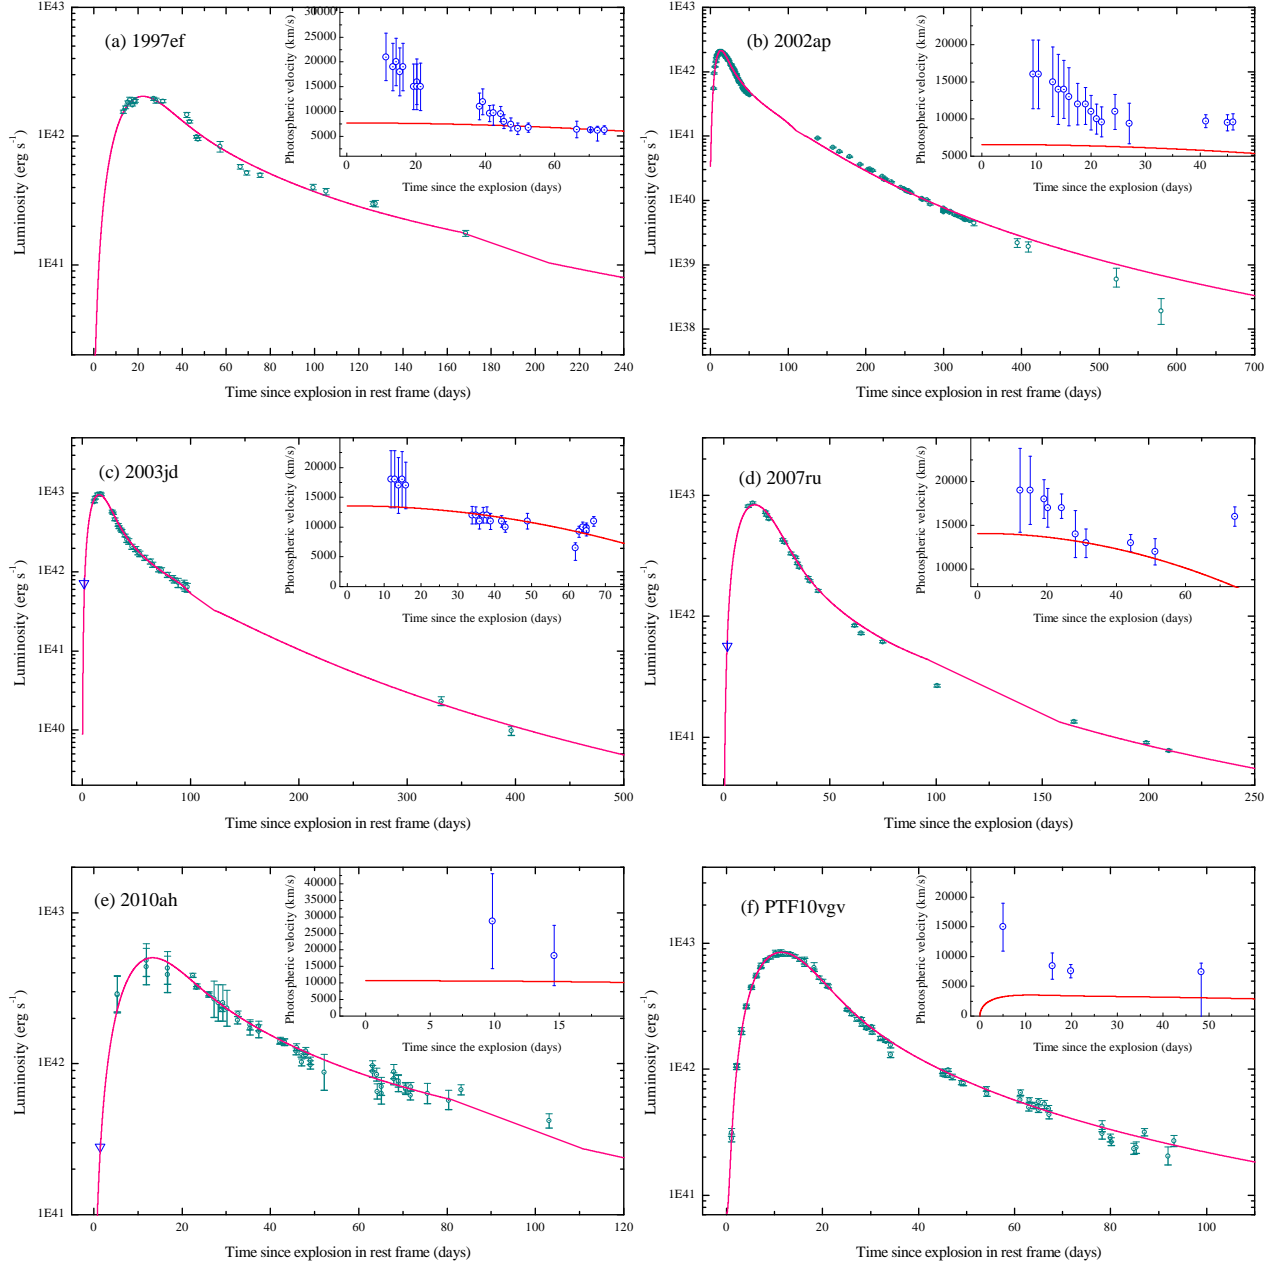 (a) 1997ef
Luminosity (erg s⁻¹)
1E43
1E42
1E41
0 20 40 60 80 100 120 140 160 180 200 220 240
Time since explosion in rest frame (days)
Photospheric velocity (km/s)
30000
25000
20000
15000
10000
5000
0 20 40 60
Time since the explosion (days)
(b) 2002ap
Luminosity (erg s⁻¹)
1E43
1E42
1E41
1E40
1E39
1E38
0 100 200 300 400 500 600 700
Time since explosion in rest frame (days)
Photospheric velocity (km/s)
20000
15000
10000
5000
0 10 20 30 40
Time since the explosion (days)
(c) 2003jd
Luminosity (erg s⁻¹)
1E43
1E42
1E41
1E40
0 100 200 300 400 500
Time since explosion in rest frame (days)
Photospheric velocity (km/s)
20000
15000
10000
5000
0
0 10 20 30 40 50 60 70
Time since the explosion (days)
(d) 2007ru
Luminosity (erg s⁻¹)
1E43
1E42
1E41
0 50 100 150 200 250
Time since the explosion (days)
Photospheric velocity (km/s)
25000
20000
15000
10000
0 20 40 60
Time since the explosion (days)
(e) 2010ah
Luminosity (erg s⁻¹)
1E43
1E42
1E41
0 20 40 60 80 100 120
Time since explosion in rest frame (days)
Photospheric velocity (km/s)
40000
35000
30000
25000
20000
15000
10000
5000
0
0 5 10 15
Time since the explosion (days)
(f) PTF10vgv
Luminosity (erg s⁻¹)
1E43
1E42
1E41
0 20 40 60 80 100
Time since explosion in rest frame (days)
Photospheric velocity (km/s)
20000
15000
10000
5000
0
0 10 20 30 40 50
Time since the explosion (days)